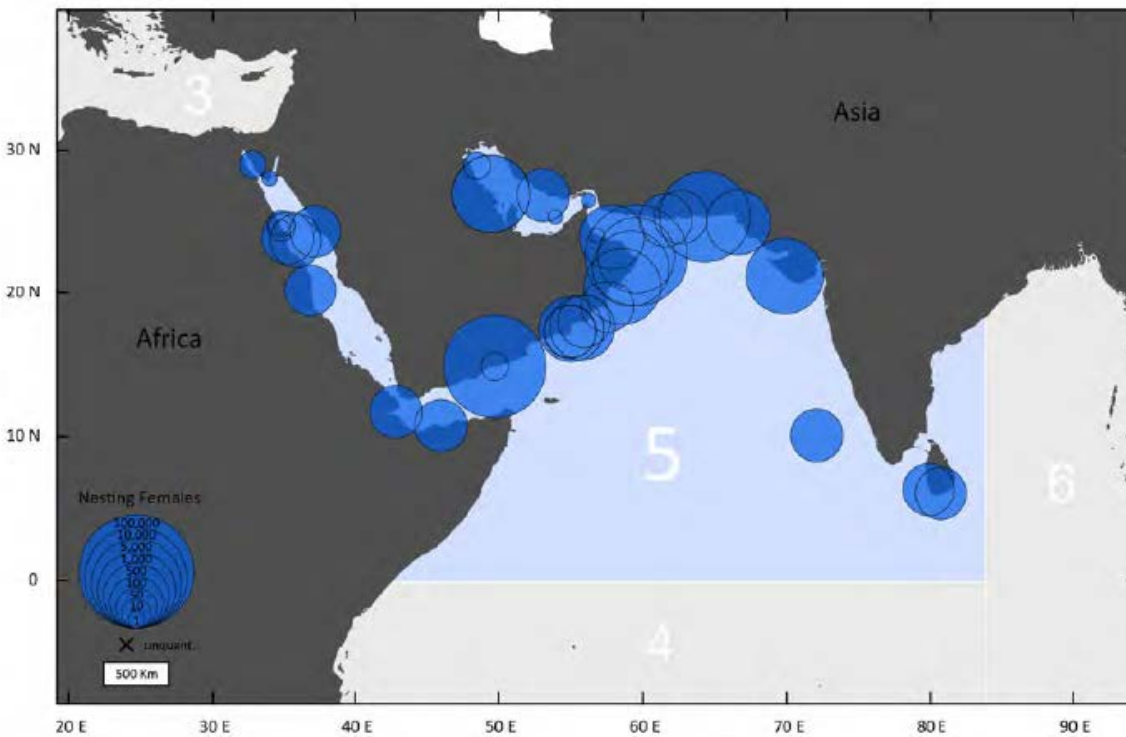 3
Asia
30 N
20 N
Africa
10 N
5
6
Nesting Females
100,000
10,000
5,000
1,000
500
100
50
10
1
0
unquant.
500 Km
4
20 E 30 E 40 E 50 E 60 E 70 E 80 E 90 E